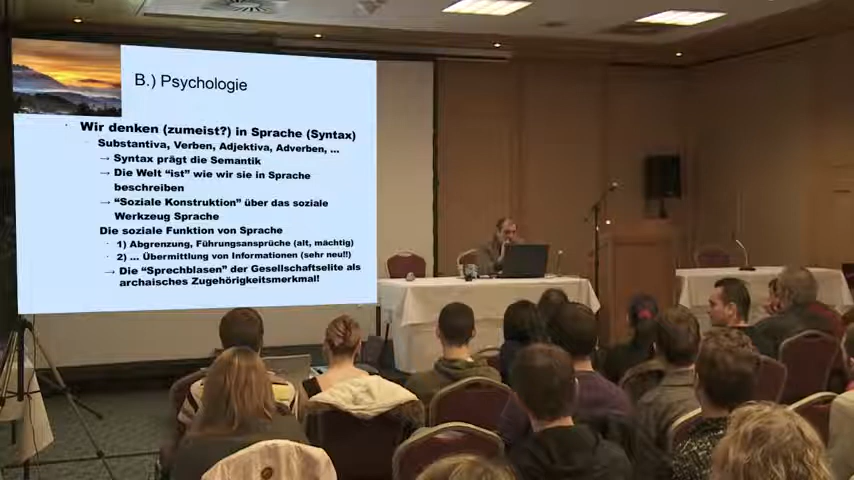 B.) Psychologie
Wir denken (zumeist?) in Sprache (Syntax)
Substantiva, Verben, Adjektiva, Adverben, ...
→ Syntax prägt die Semantik
→ Die Welt “ist” wie wir sie in Sprache
beschreiben
→ “Soziale Konstruktion” über das soziale
Werkzeug Sprache
Die soziale Funktion von Sprache
1) Abgrenzung, Führungsansprüche (alt, mächtig)
2) ... Übermittlung von Informationen (sehr neu!!)
→ Die “Sprechblasen” der Gesellschaftselite als
archaisches Zugehörigkeitsmerkmal!